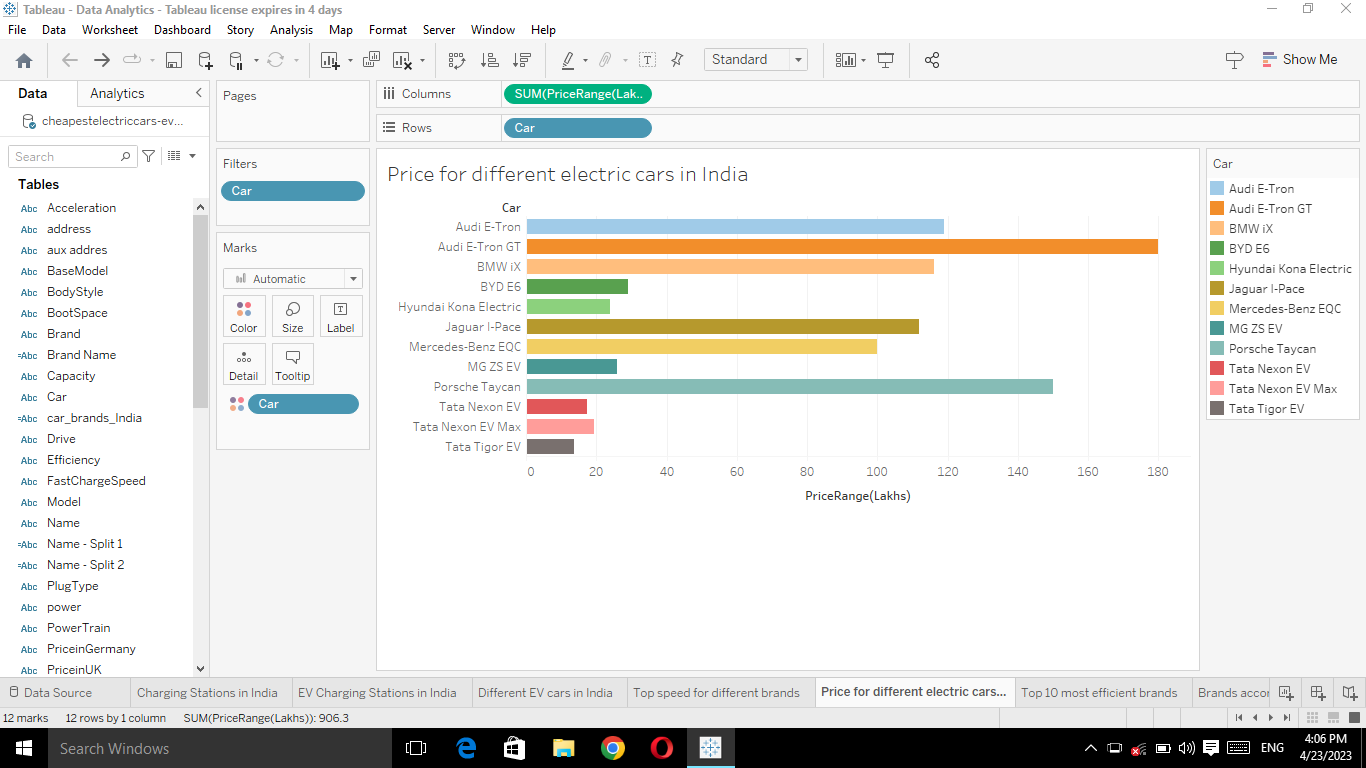 Tableau - Data Analytics - Tableau license expires in 4 days
File Data Worksheet Dashboard Story Analysis Map Format Server Window Help
Standard
Show Me
Data Analytics
cheapestelectriccars-ev...
Search
Tables
Abc Acceleration
Abc address
Abc aux addres
Abc BaseModel
Abc BodyStyle
Abc BootSpace
Abc Brand
=Abc Brand Name
Abc Capacity
Abc Car
=Abc car_brands_India
Abc Drive
Abc Efficiency
Abc FastChargeSpeed
Abc Model
Abc Name
=Abc Name - Split 1
=Abc Name - Split 2
Abc PlugType
Abc power
Abc PowerTrain
Abc PriceinGermany
Abc PriceinUK
Pages
Filters
Car
Marks
Automatic
Color Size Label
Detail Tooltip
Car
Columns SUM(PriceRange(Lak..
Rows Car
Price for different electric cars in India
Car
Audi E-Tron
Audi E-Tron GT
BMW iX
BYD E6
Hyundai Kona Electric
Jaguar I-Pace
Mercedes-Benz EQC
MG ZS EV
Porsche Taycan
Tata Nexon EV
Tata Nexon EV Max
Tata Tigor EV
0 20 40 60 80 100 120 140 160 180
PriceRange(Lakhs)
Car
Audi E-Tron
Audi E-Tron GT
BMW iX
BYD E6
Hyundai Kona Electric
Jaguar I-Pace
Mercedes-Benz EQC
MG ZS EV
Porsche Taycan
Tata Nexon EV
Tata Nexon EV Max
Tata Tigor EV
Data Source Charging Stations in India EV Charging Stations in India Different EV cars in India Top speed for different brands Price for different electric cars... Top 10 most efficient brands Brands accor
12 marks 12 rows by 1 column SUM(PriceRange(Lakhs)): 906.3
Search Windows
ENG
4:06 PM
4/23/2023